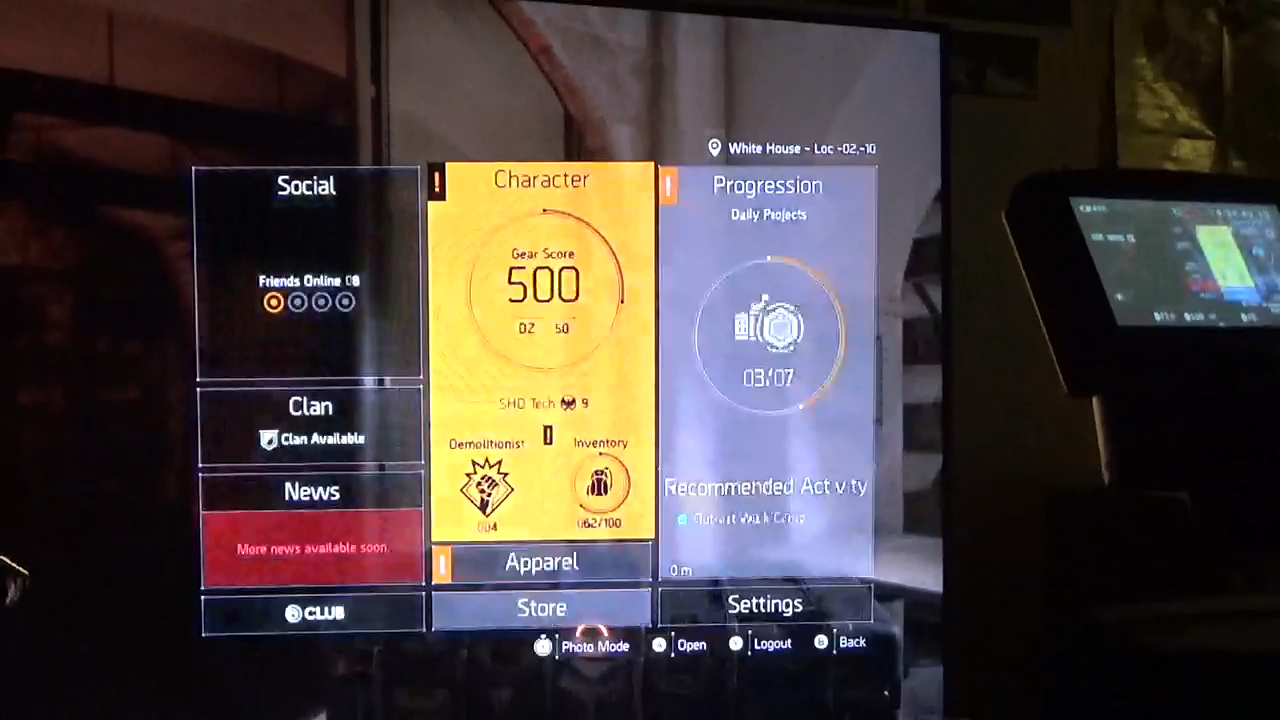 White House - Loc -02,-10
Social
Friends Online 08
Clan
Clan Available
News
More news available soon.
CLUB
!
Character
Gear Score
500
DZ 50
SHD Tech 9
Demolitionist
004
Inventory
062/100
!
Apparel
Store
!
Progression
Daily Projects
03/07
Recommended Activity
0 m
Settings
Photo Mode
Open
Logout
Back